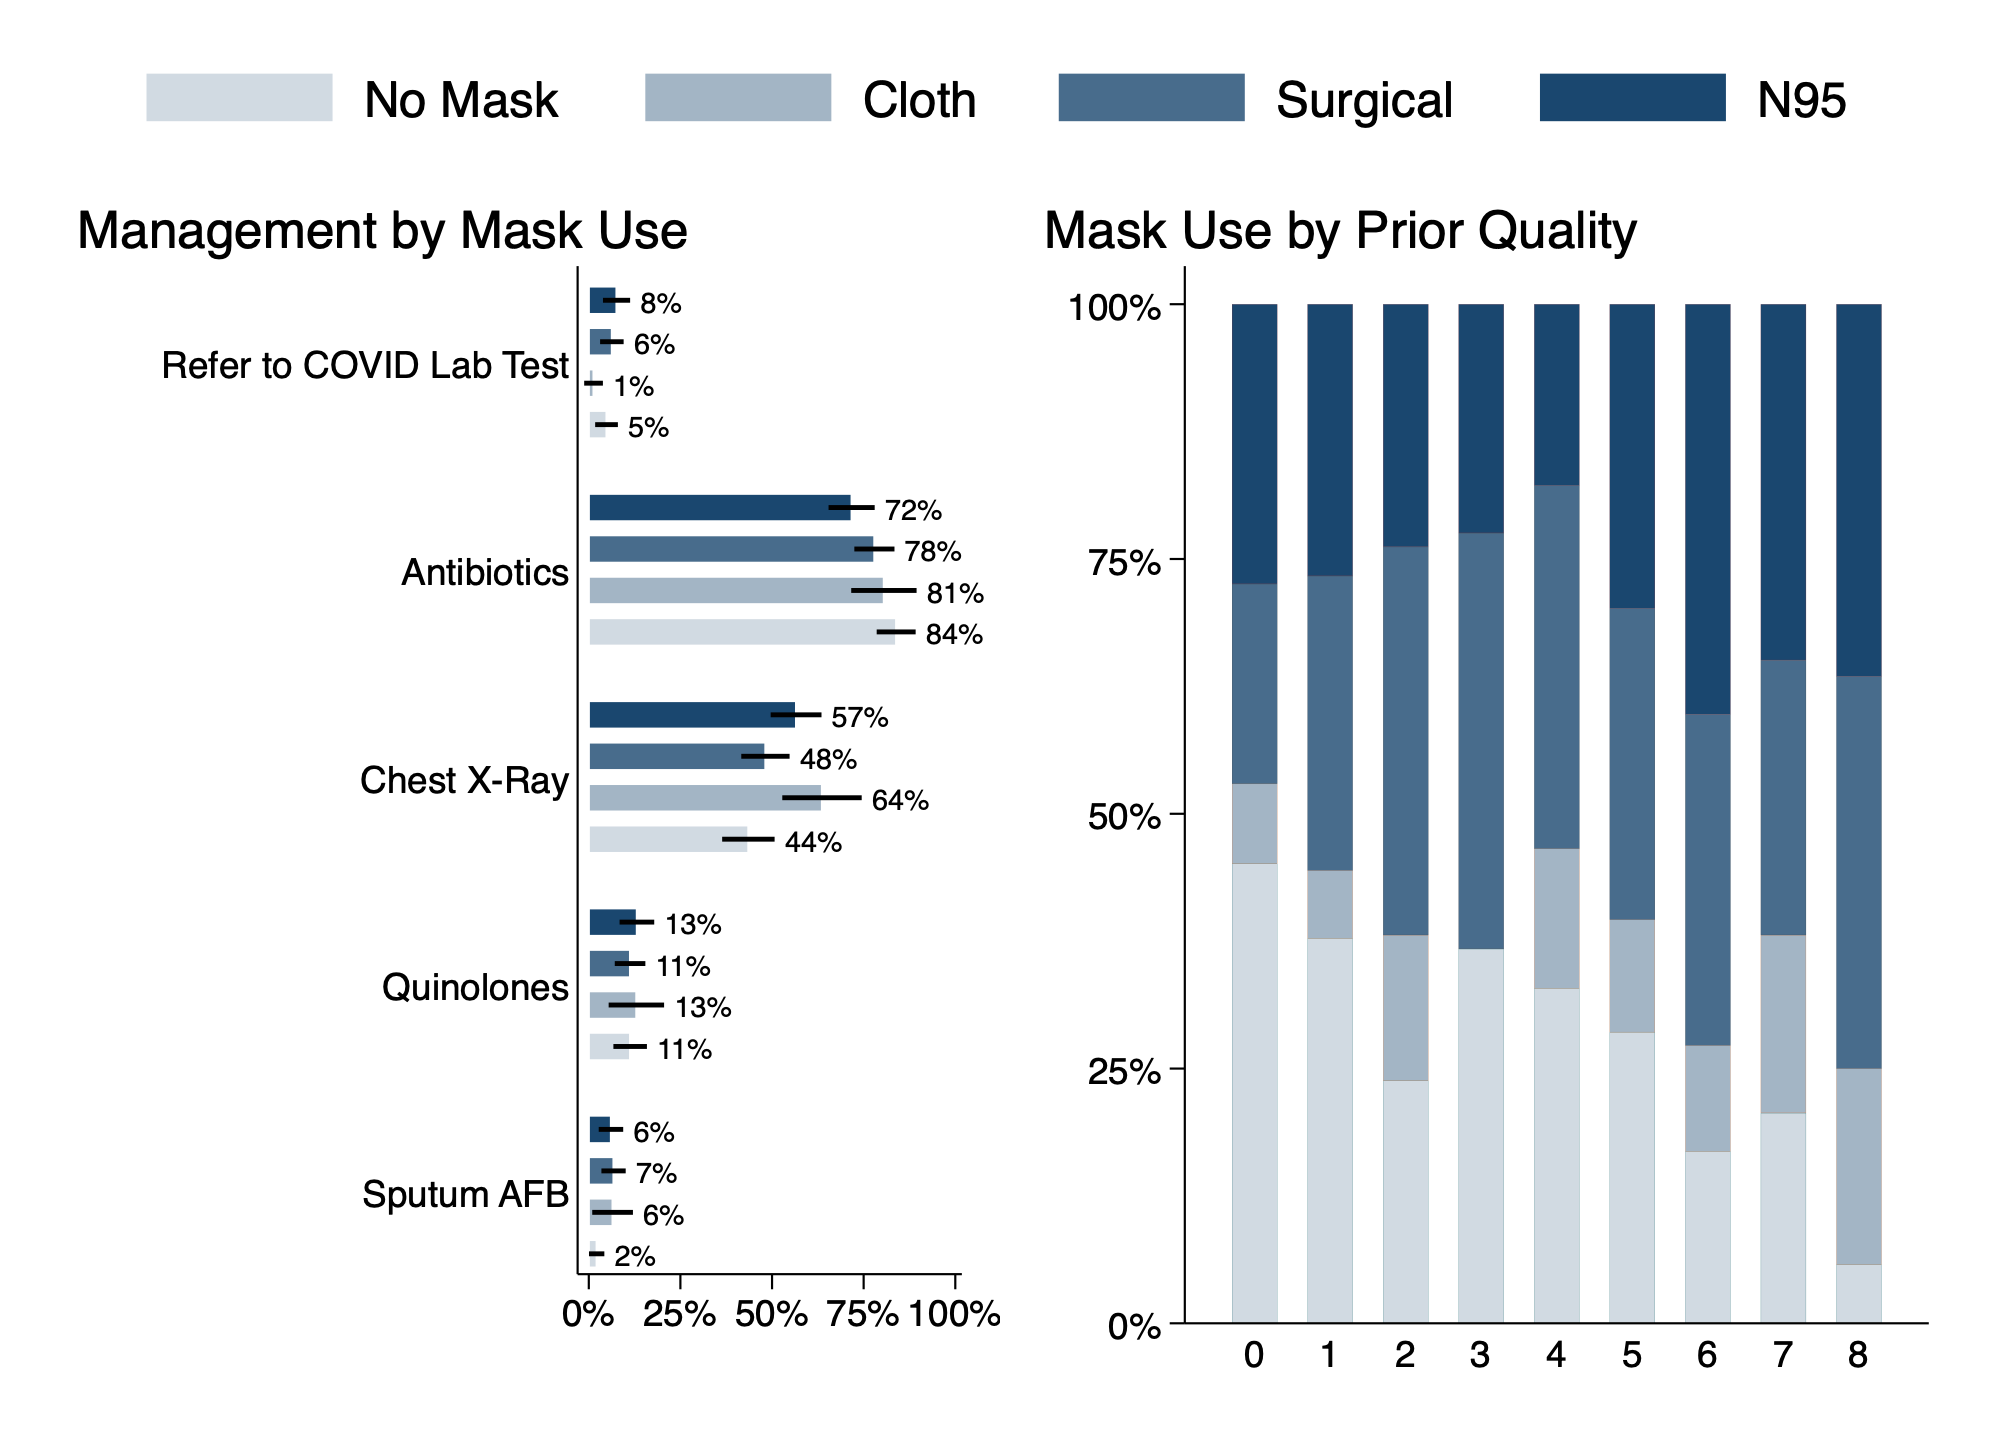 No Mask Cloth Surgical N95
Management by Mask Use
Refer to COVID Lab Test
8%
6%
1%
5%
Antibiotics
72%
78%
81%
84%
Chest X-Ray
57%
48%
64%
44%
Quinolones
13%
11%
13%
11%
Sputum AFB
6%
7%
6%
2%
0% 25% 50% 75% 100%
Mask Use by Prior Quality
100%
75%
50%
25%
0%
0 1 2 3 4 5 6 7 8